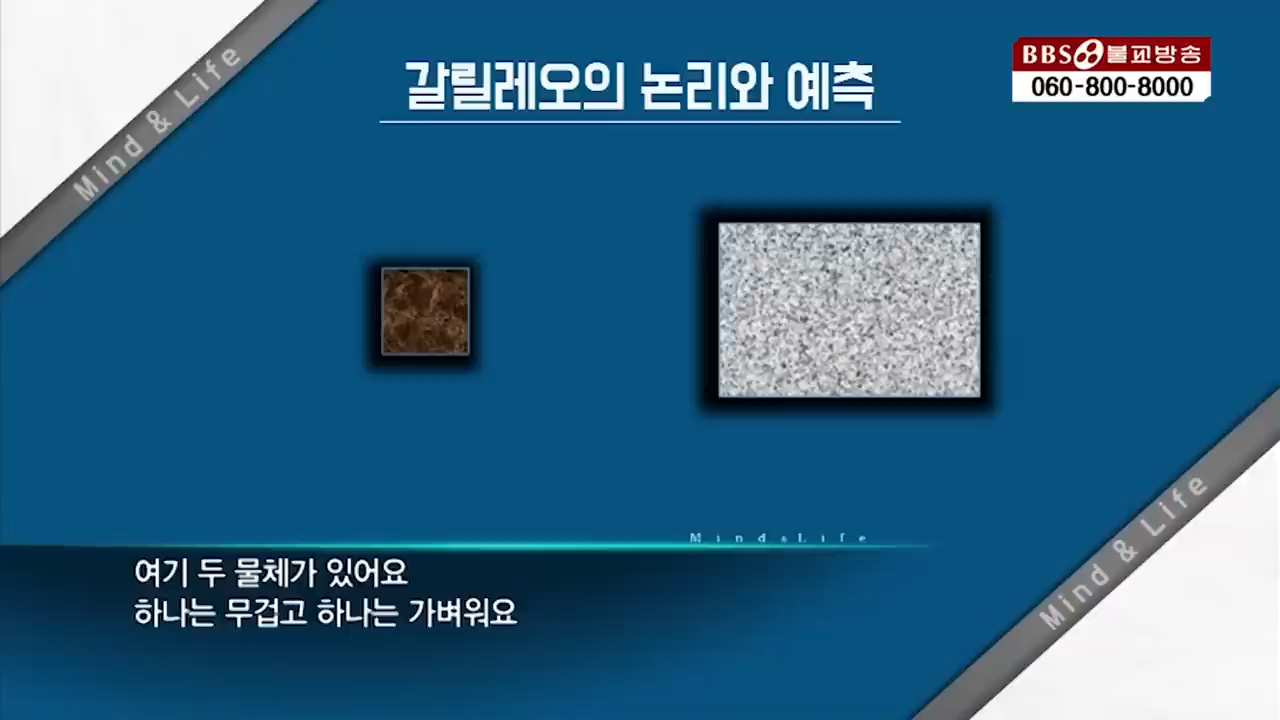 Mind & Life
갈릴레오의 논리와 예측
BBS 불교방송
060-800-8000
Mind&Life
여기 두 물체가 있어요
하나는 무겁고 하나는 가벼워요
Mind & Life